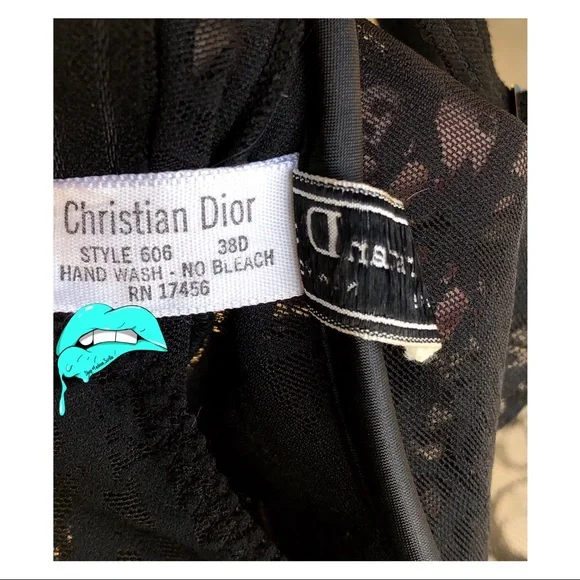 Christian Dior
STYLE 606 38D
HAND WASH - NO BLEACH
RN 17456